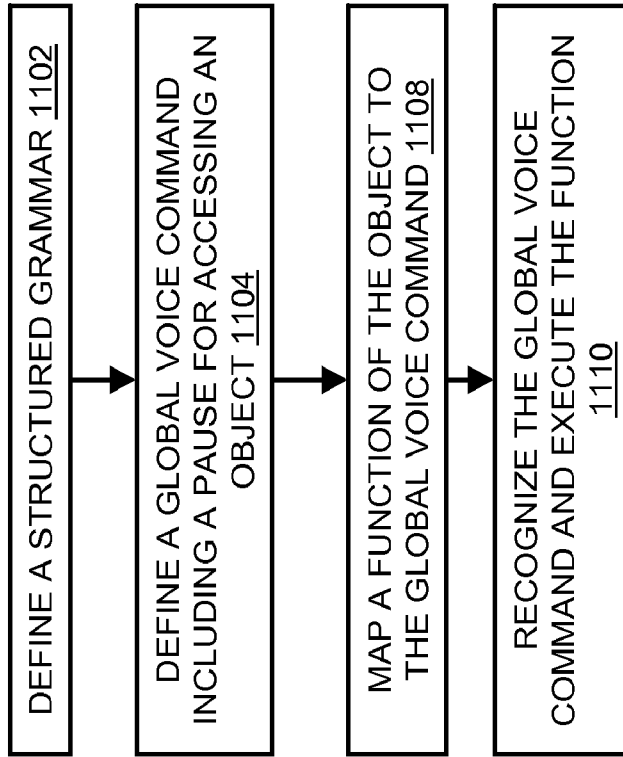 DEFINE A STRUCTURED GRAMMAR 1102
DEFINE A GLOBAL VOICE COMMAND
INCLUDING A PAUSE FOR ACCESSING AN
OBJECT 1104
MAP A FUNCTION OF THE OBJECT TO
THE GLOBAL VOICE COMMAND 1108
RECOGNIZE THE GLOBAL VOICE
COMMAND AND EXECUTE THE FUNCTION
1110